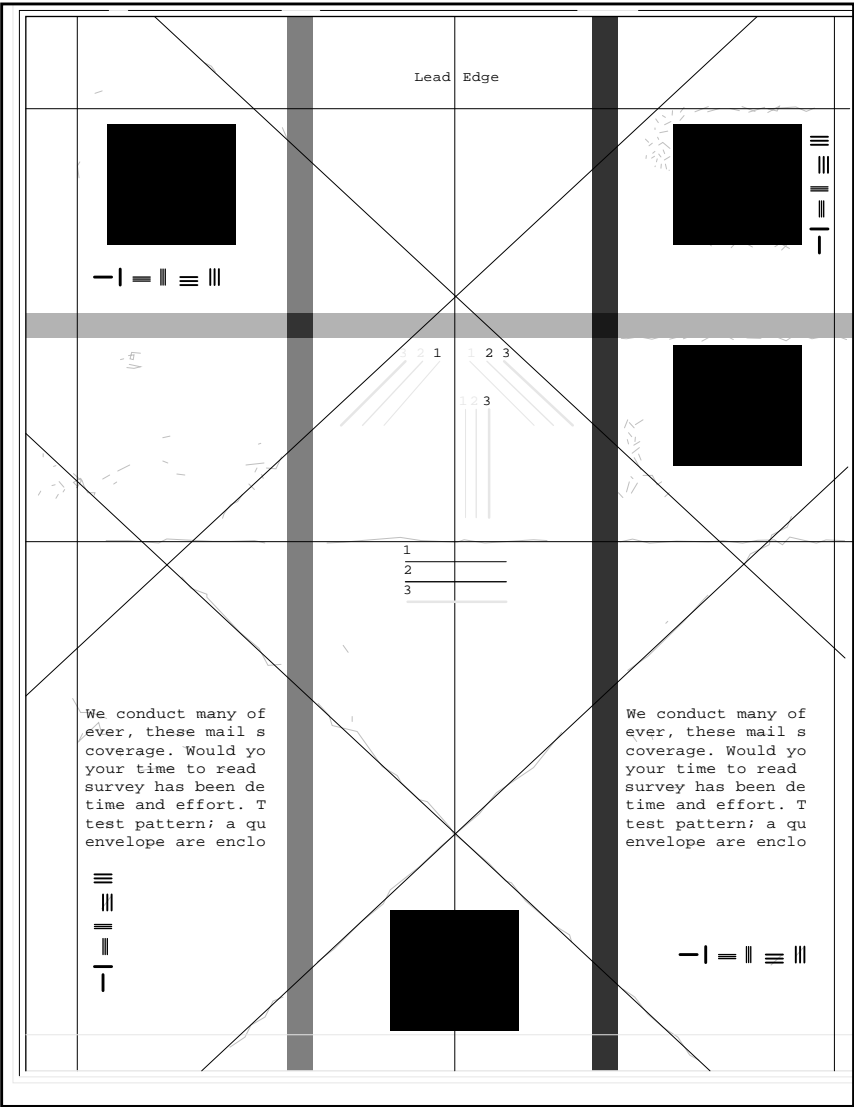 Lead Edge
3 2 1 1 2 3
1 2 3
1
2
3
We conduct many of
ever, these mail s
coverage. Would yo
your time to read
survey has been de
time and effort. T
test pattern; a qu
envelope are enclo
We conduct many of
ever, these mail s
coverage. Would yo
your time to read
survey has been de
time and effort. T
test pattern; a qu
envelope are enclo